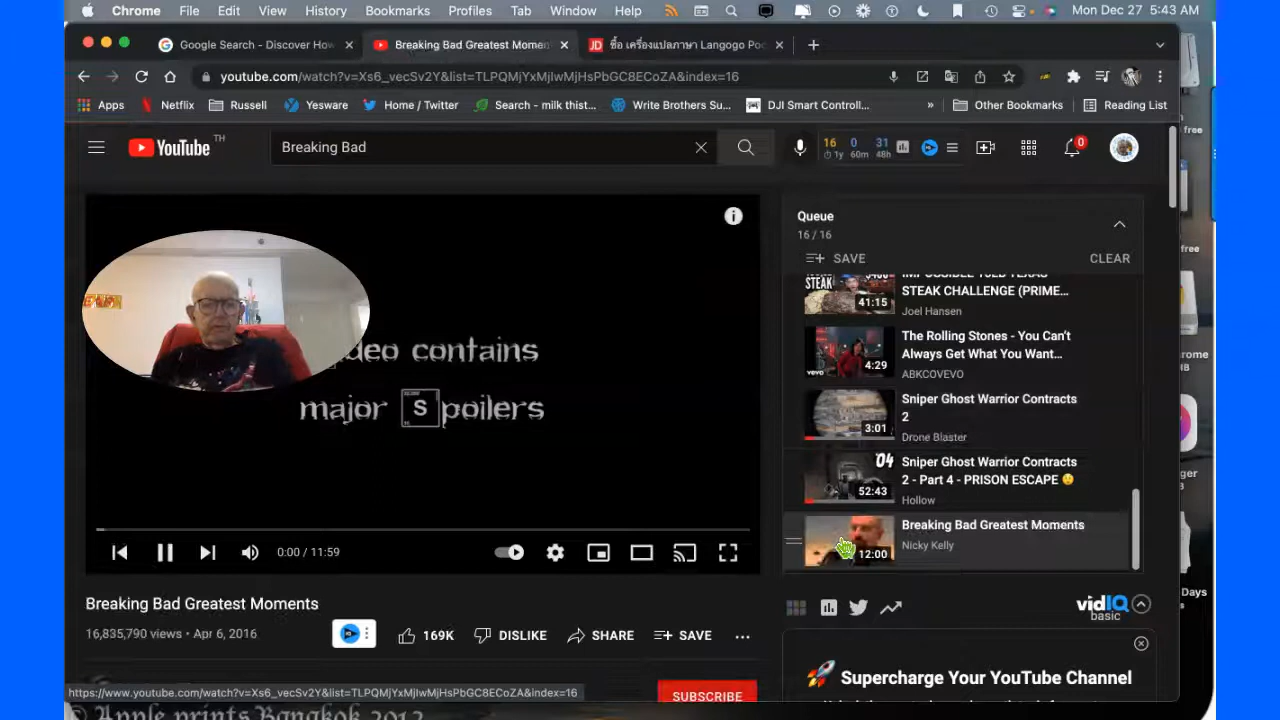 Chrome File Edit View History Bookmarks Profiles Tab Window Help Mon Dec 27 5:43 AM
Google Search - Discover How
Breaking Bad Greatest Momen
ชื้อ เครื่องแปลภาษา Langogo Poc
youtube.com/watch?v=Xs6_vecSv2Y&list=TLPQMjYxMjIwMjHsPbGC8ECoZA&index=16
Apps Netflix Russell Yesware Home / Twitter Search - milk thist... Write Brothers Su... DJI Smart Controll... » Other Bookmarks Reading List
free
YouTube TH
Breaking Bad
16 0 31
1y 60m 48h
0
deo contains
major Spoilers
0:00 / 11:59
Queue
16 / 16
SAVE
CLEAR
free
STEAK
STEAK CHALLENGE (PRIME...
41:15
Joel Hansen
The Rolling Stones - You Can't
Always Get What You Want...
4:29
vevo
ABKCOVEVO
Sniper Ghost Warrior Contracts
2
3:01
Drone Blaster
'04
Sniper Ghost Warrior Contracts
2 - Part 4 - PRISON ESCAPE
52:43
Hollow
Breaking Bad Greatest Moments
12:00
Nicky Kelly
Breaking Bad Greatest Moments
16,835,790 views • Apr 6, 2016
169K DISLIKE SHARE SAVE ...
vidIQ
basic
Days
Supercharge Your YouTube Channel
SUBSCRIBE
https://www.youtube.com/watch?v=Xs6_vecSv2Y&list=TLPQMjYxMjIwMjHsPbGC8ECoZA&index=16
© Apple prints Bangkok 2012